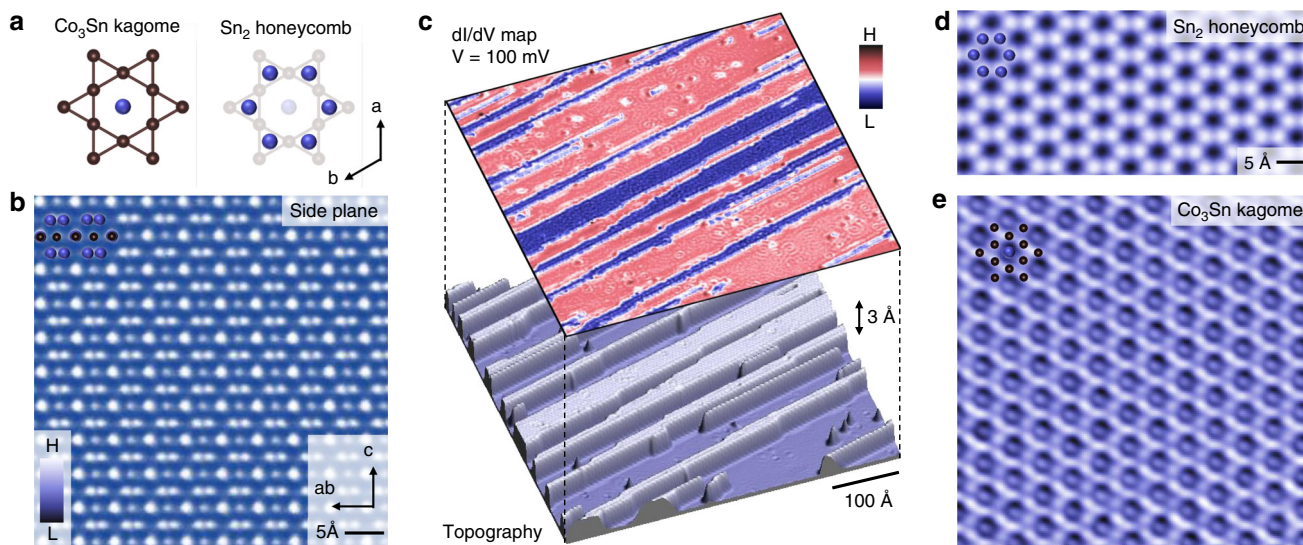 a
Co₃Sn kagome
Sn₂ honeycomb
a
b
b
Side plane
H
L
c
ab
5Å
c
dI/dV map
V = 100 mV
H
L
3 Å
100 Å
Topography
d
Sn₂ honeycomb
5 Å
e
Co₃Sn kagome